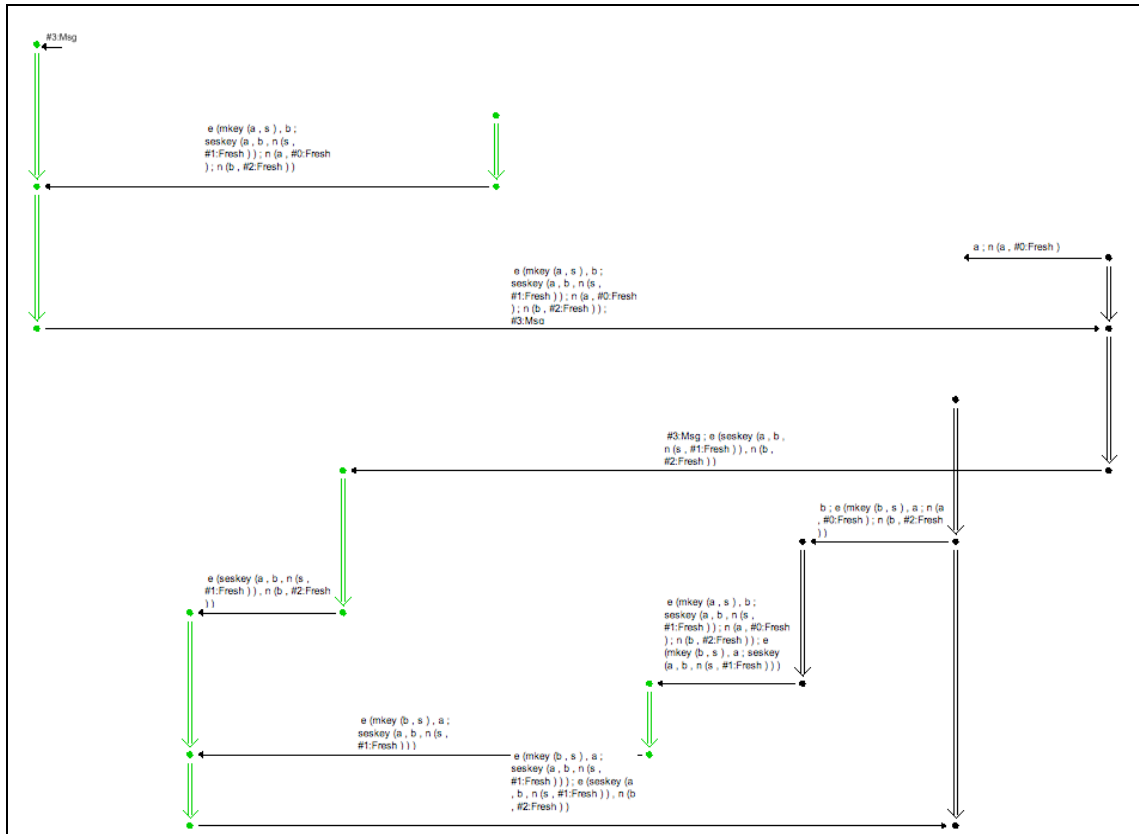 #3:Msg
e (mkey (a , s ) , b ;
seskey (a , b , n (s ,
#1:Fresh ) ) ; n (a , #0:Fresh
) ; n (b , #2:Fresh ) )
a ; n (a , #0:Fresh )
e (mkey (a , s ) , b ;
seskey (a , b , n (s ,
#1:Fresh ) ) ; n (a , #0:Fresh
) ; n (b , #2:Fresh ) ) ;
#3:Msg
#3:Msg ; e (seskey (a , b ,
n (s , #1:Fresh ) ) , n (b ,
#2:Fresh ) )
b ; e (mkey (b , s ) , a ; n (a
, #0:Fresh ) ; n (b , #2:Fresh
) )
e (seskey (a , b , n (s ,
#1:Fresh ) ) , n (b , #2:Fresh
) )
e (mkey (a , s ) , b ;
seskey (a , b , n (s ,
#1:Fresh ) ) ; n (a , #0:Fresh
) ; n (b , #2:Fresh ) ) ; e
(mkey (b , s ) , a ; seskey
(a , b , n (s , #1:Fresh ) ) )
e (mkey (b , s ) , a ;
seskey (a , b , n (s ,
#1:Fresh ) ) )
e (mkey (b , s ) , a ;
seskey (a , b , n (s ,
#1:Fresh ) ) ) ; e (seskey (a
, b , n (s , #1:Fresh ) ) , n (b
, #2:Fresh ) )